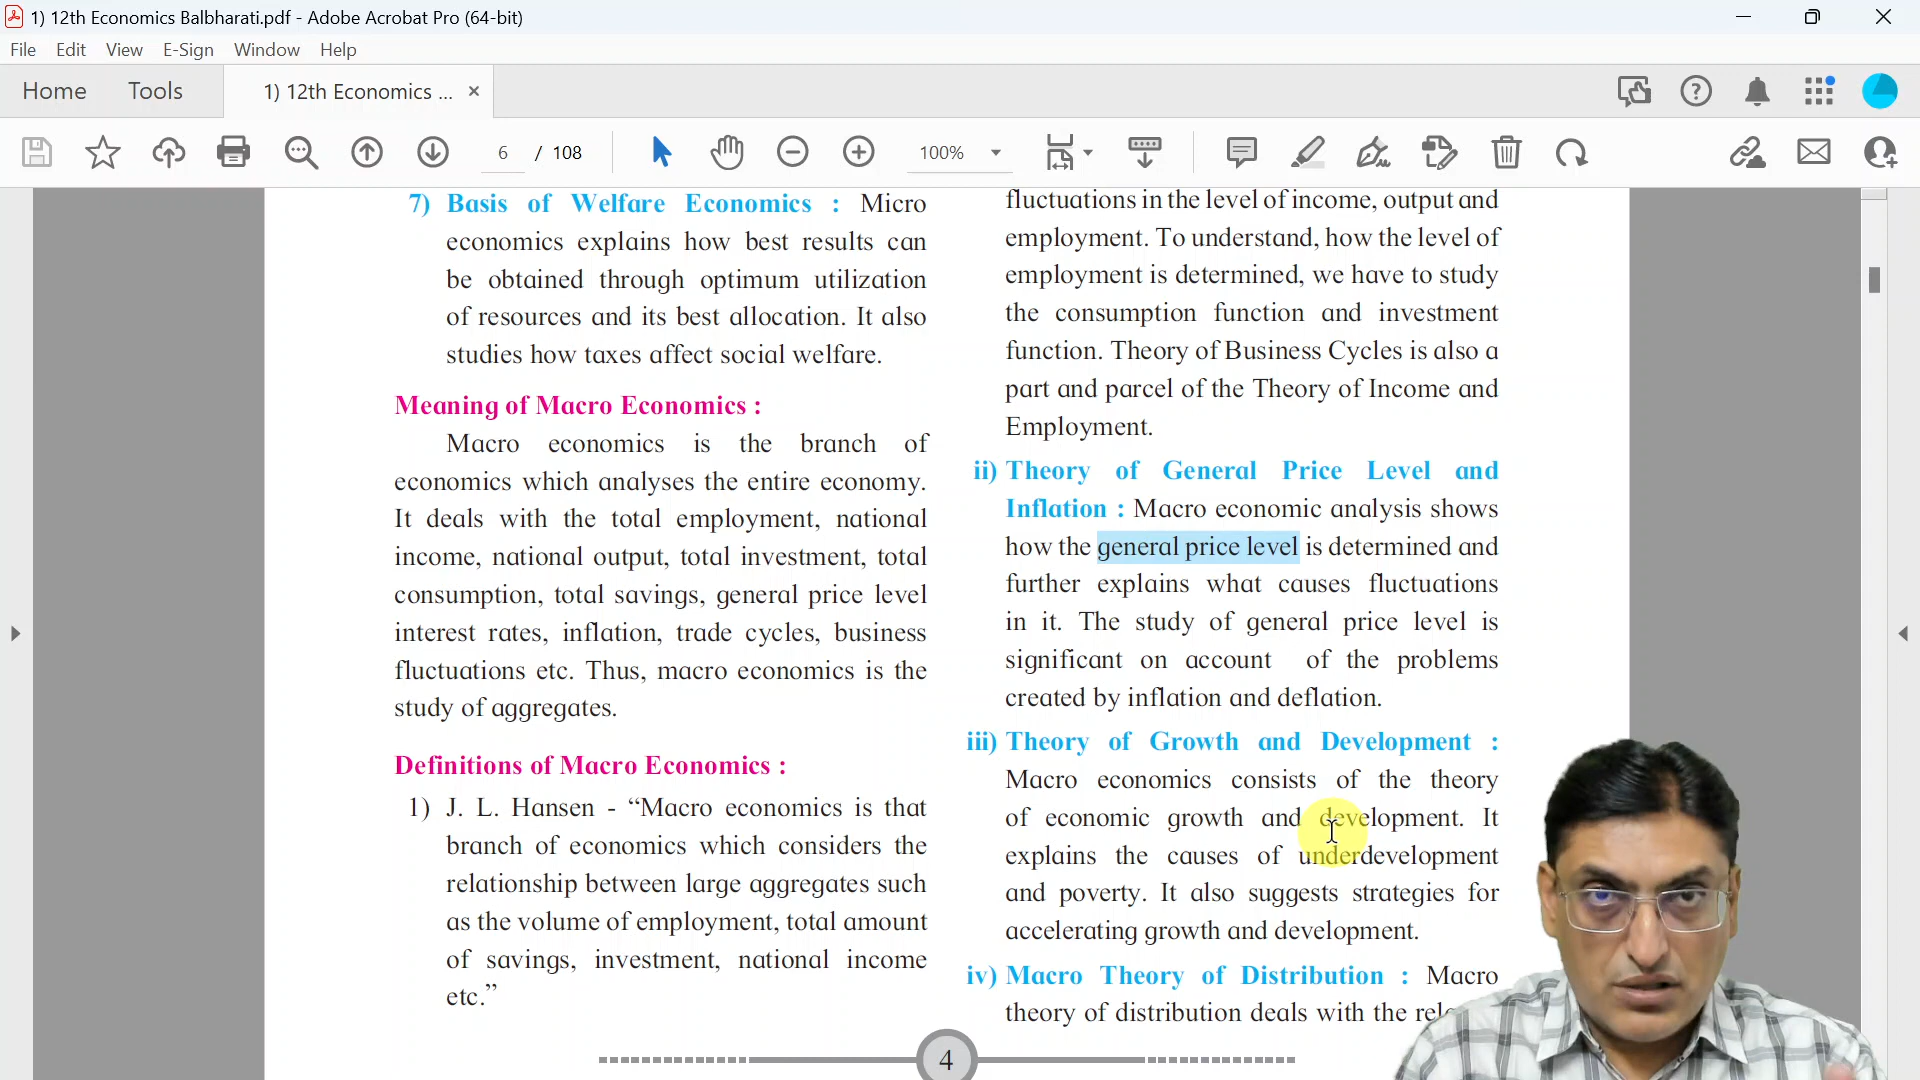 1) 12th Economics Balbharati.pdf - Adobe Acrobat Pro (64-bit)
File Edit View E-Sign Window Help
Home Tools 1) 12th Economics ... ×
6 / 108 100%
7) Basis of Welfare Economics : Micro
economics explains how best results can
be obtained through optimum utilization
of resources and its best allocation. It also
studies how taxes affect social welfare.
Meaning of Macro Economics :
Macro economics is the branch of
economics which analyses the entire economy.
It deals with the total employment, national
income, national output, total investment, total
consumption, total savings, general price level
interest rates, inflation, trade cycles, business
fluctuations etc. Thus, macro economics is the
study of aggregates.
Definitions of Macro Economics :
1) J. L. Hansen - “Macro economics is that
branch of economics which considers the
relationship between large aggregates such
as the volume of employment, total amount
of savings, investment, national income
etc.”
fluctuations in the level of income, output and
employment. To understand, how the level of
employment is determined, we have to study
the consumption function and investment
function. Theory of Business Cycles is also a
part and parcel of the Theory of Income and
Employment.
ii) Theory of General Price Level and
Inflation : Macro economic analysis shows
how the general price level is determined and
further explains what causes fluctuations
in it. The study of general price level is
significant on account of the problems
created by inflation and deflation.
iii) Theory of Growth and Development :
Macro economics consists of the theory
of economic growth and development. It
explains the causes of underdevelopment
and poverty. It also suggests strategies for
accelerating growth and development.
iv) Macro Theory of Distribution : Macro
theory of distribution deals with the
4